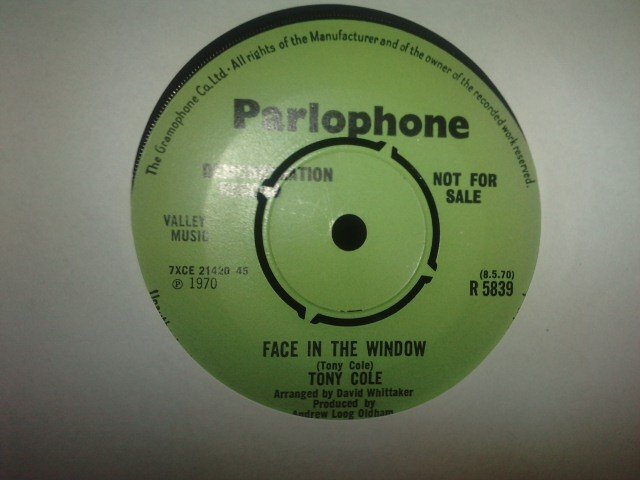 The Gramophone Co. Ltd. · All rights of the Manufacturer and of the owner of the recorded work reserved.
Parlophone
DEMONSTRATION
RECORD
NOT FOR
SALE
VALLEY
MUSIC
7XCE 21420 45
℗ 1970
(8.5.70)
R 5839
FACE IN THE WINDOW
(Tony Cole)
TONY COLE
Arranged by David Whittaker
Produced by
Andrew Loog Oldham